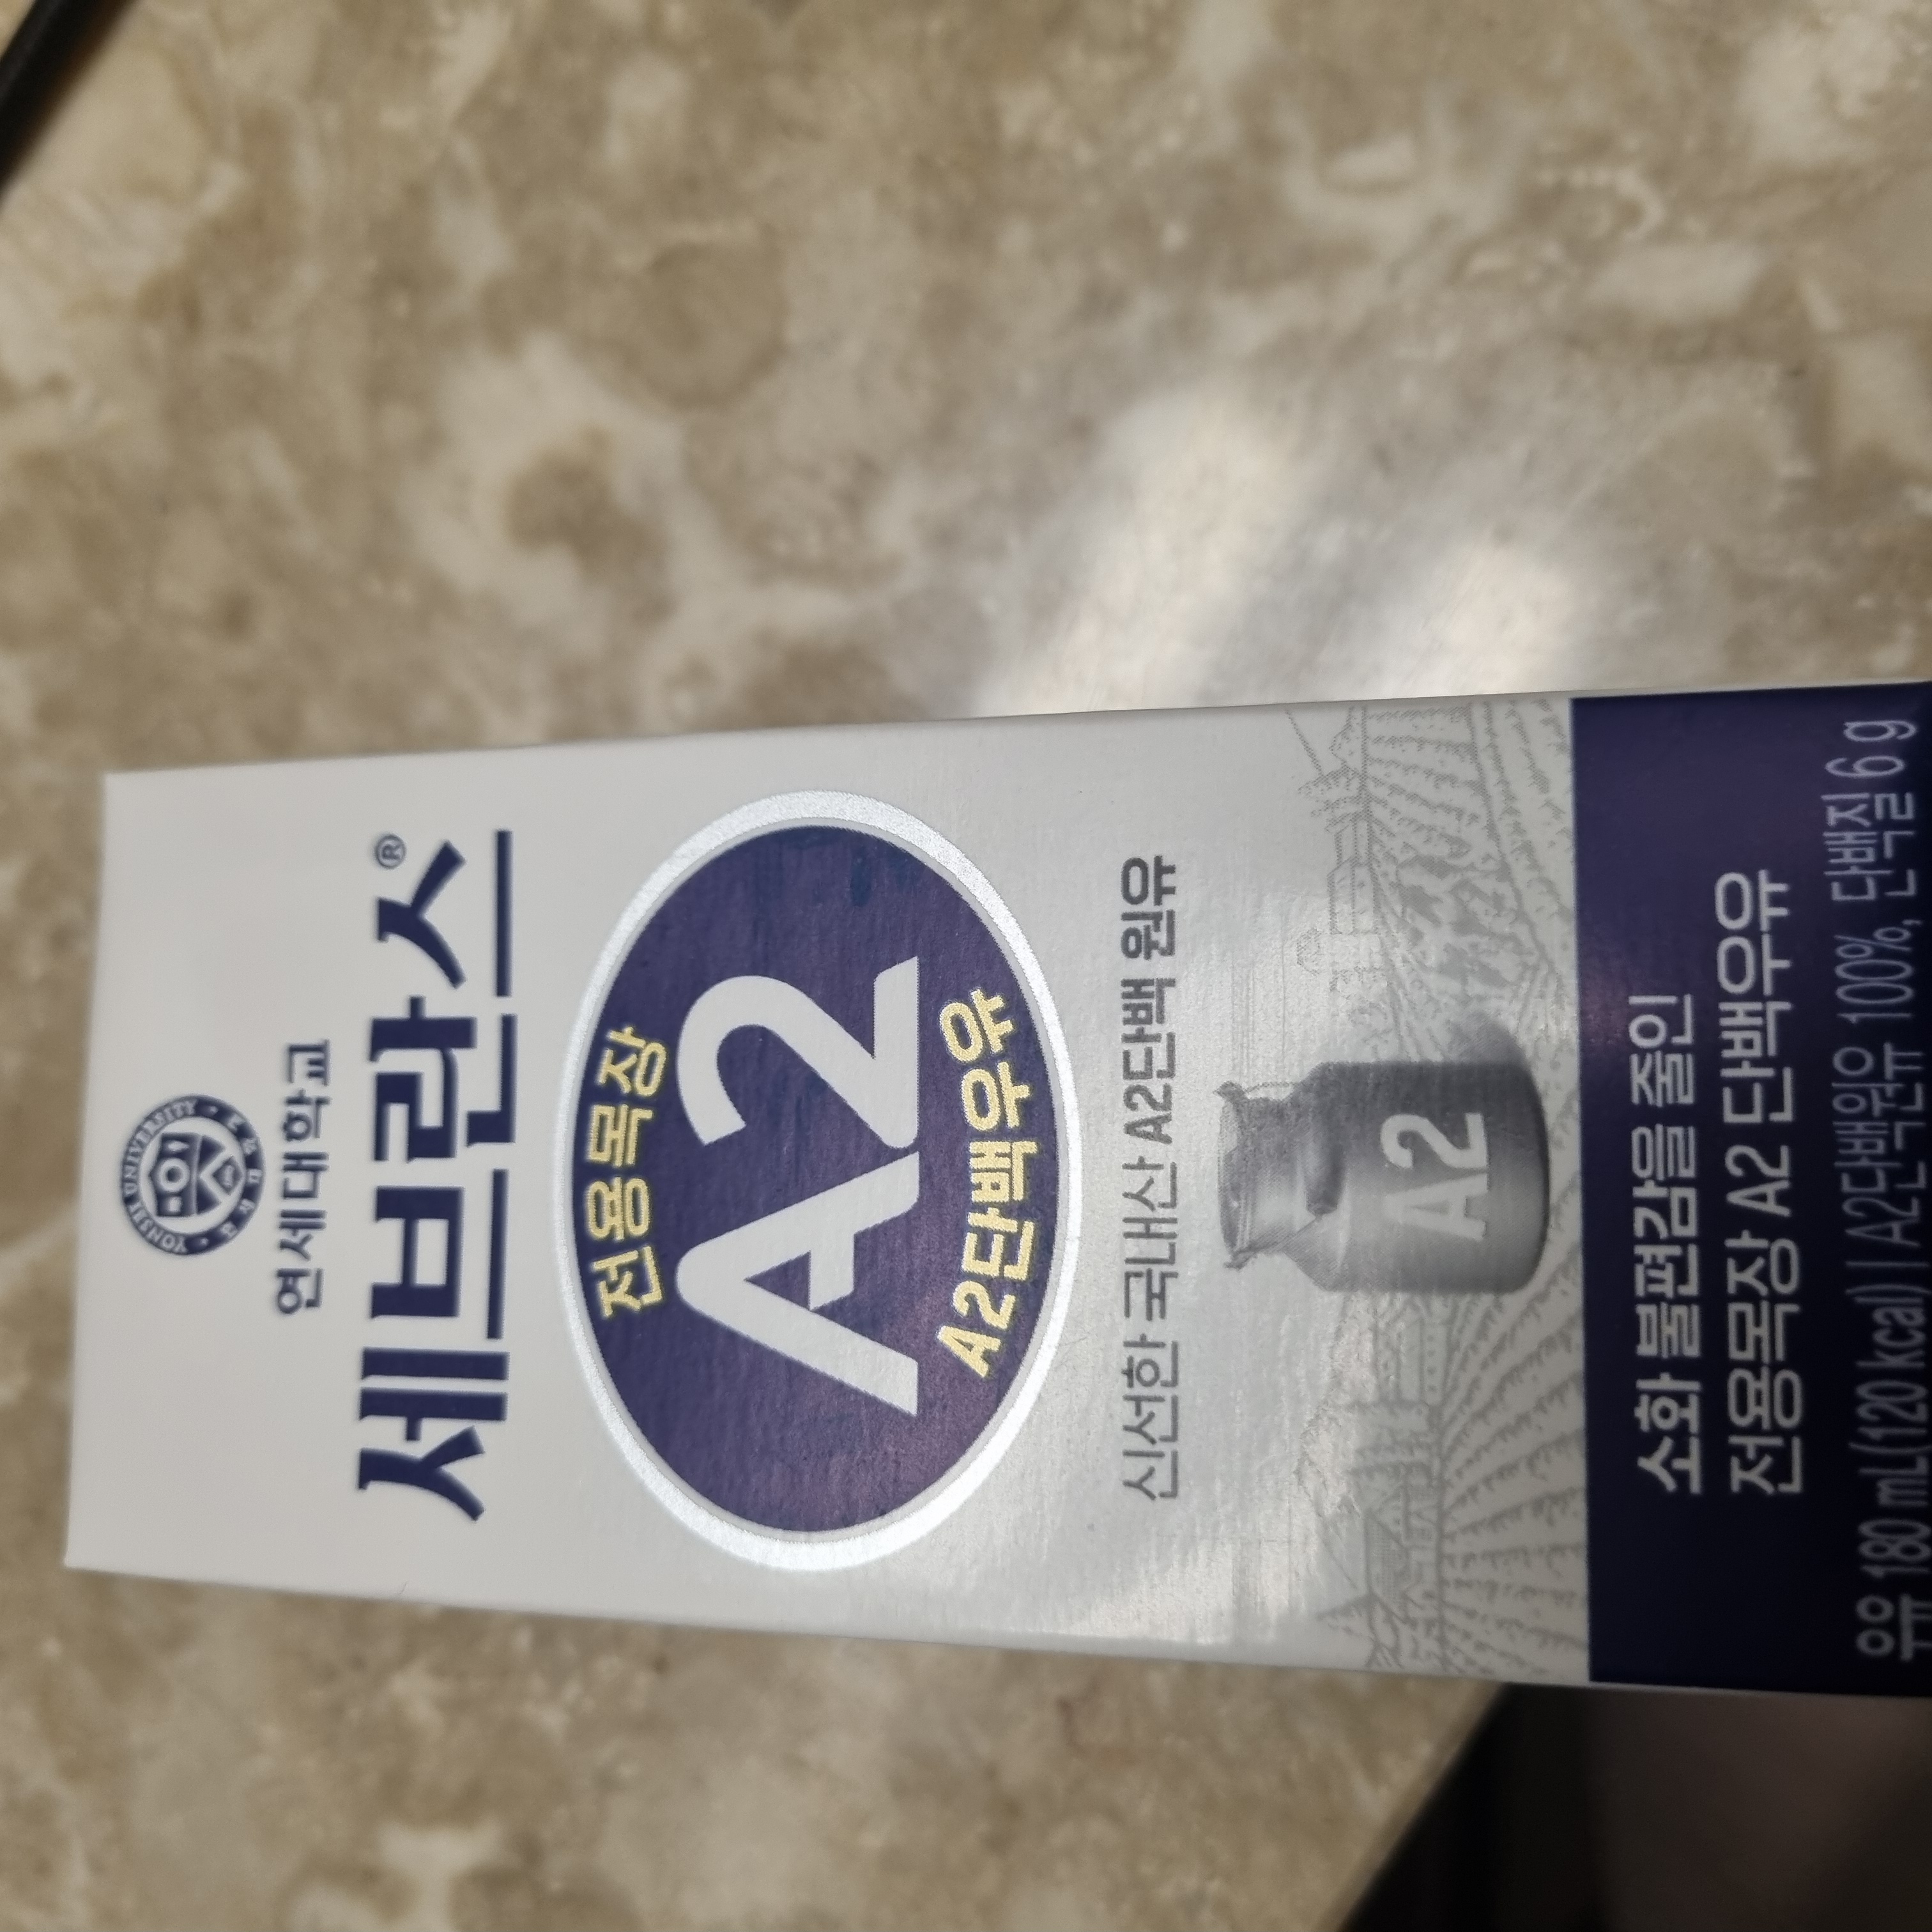 YONSEI UNIVERSITY
연세대학교
세브란스®
전용목장
A2
A2단백우유
신선한 국내산 A2단백 원유
A2
소화 불편감을 줄인
전용목장 A2 단백우유
우유 180 mL(120 kcal) | A2단백원유 100%, 단백질 6 g